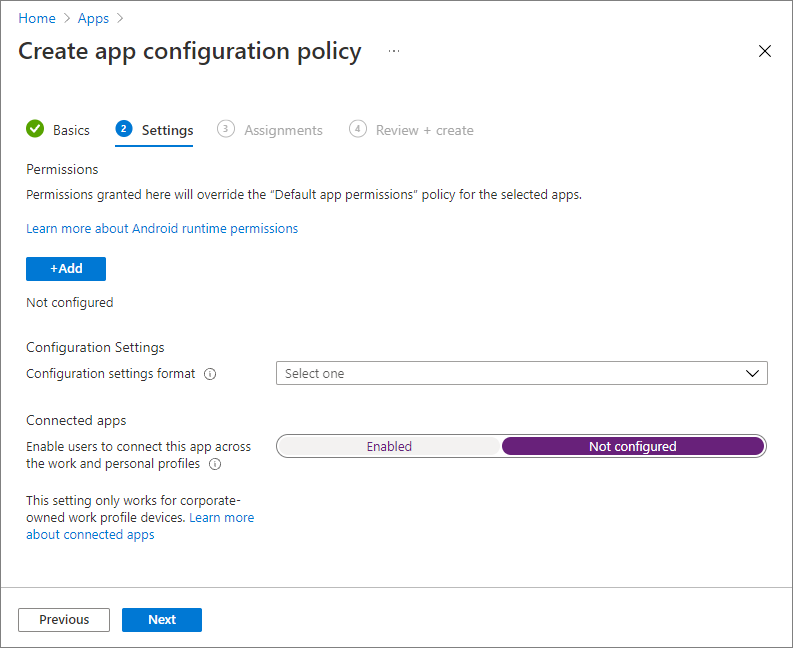 Home > Apps >
Create app configuration policy ...
Basics 2 Settings 3 Assignments 4 Review + create
Permissions
Permissions granted here will override the “Default app permissions” policy for the selected apps.
Learn more about Android runtime permissions
+Add
Not configured
Configuration Settings
Configuration settings format
Select one
Connected apps
Enable users to connect this app across
the work and personal profiles
Enabled Not configured
This setting only works for corporate-
owned work profile devices. Learn more
about connected apps
Previous Next